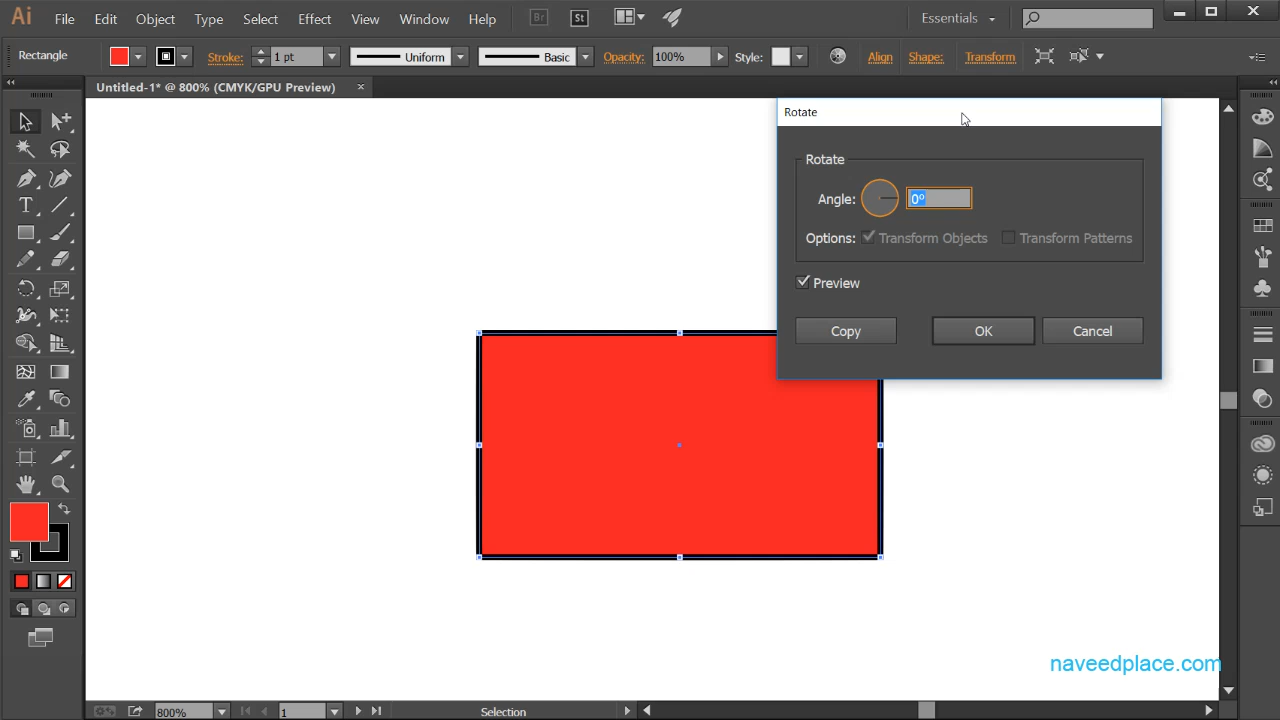 Ai File Edit Object Type Select Effect View Window Help Br St Essentials
Rectangle Stroke: 1 pt Uniform Basic Opacity: 100% Style: Align Shape: Transform
Untitled-1* @ 800% (CMYK/GPU Preview) ×
Rotate
Rotate
Angle: 0°
Options: Transform Objects Transform Patterns
Preview
Copy OK Cancel
naveedplace.com
800% 1 Selection